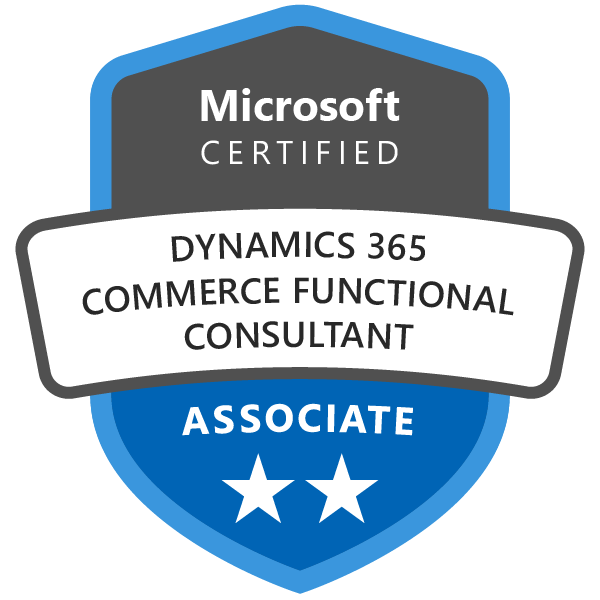 Microsoft
CERTIFIED
DYNAMICS 365
COMMERCE FUNCTIONAL
CONSULTANT
ASSOCIATE